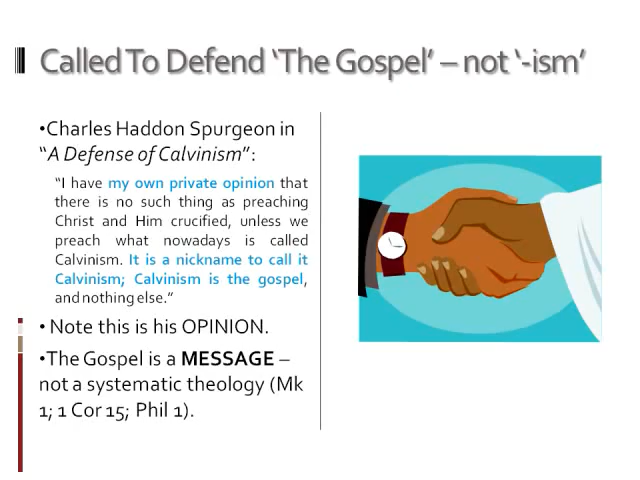 Called To Defend ‘The Gospel’ – not ‘-ism’
•Charles Haddon Spurgeon in
“A Defense of Calvinism”:
“I have my own private opinion that
there is no such thing as preaching
Christ and Him crucified, unless we
preach what nowadays is called
Calvinism. It is a nickname to call it
Calvinism; Calvinism is the gospel,
and nothing else.”
• Note this is his OPINION.
•The Gospel is a MESSAGE –
not a systematic theology (Mk
1; 1 Cor 15; Phil 1).